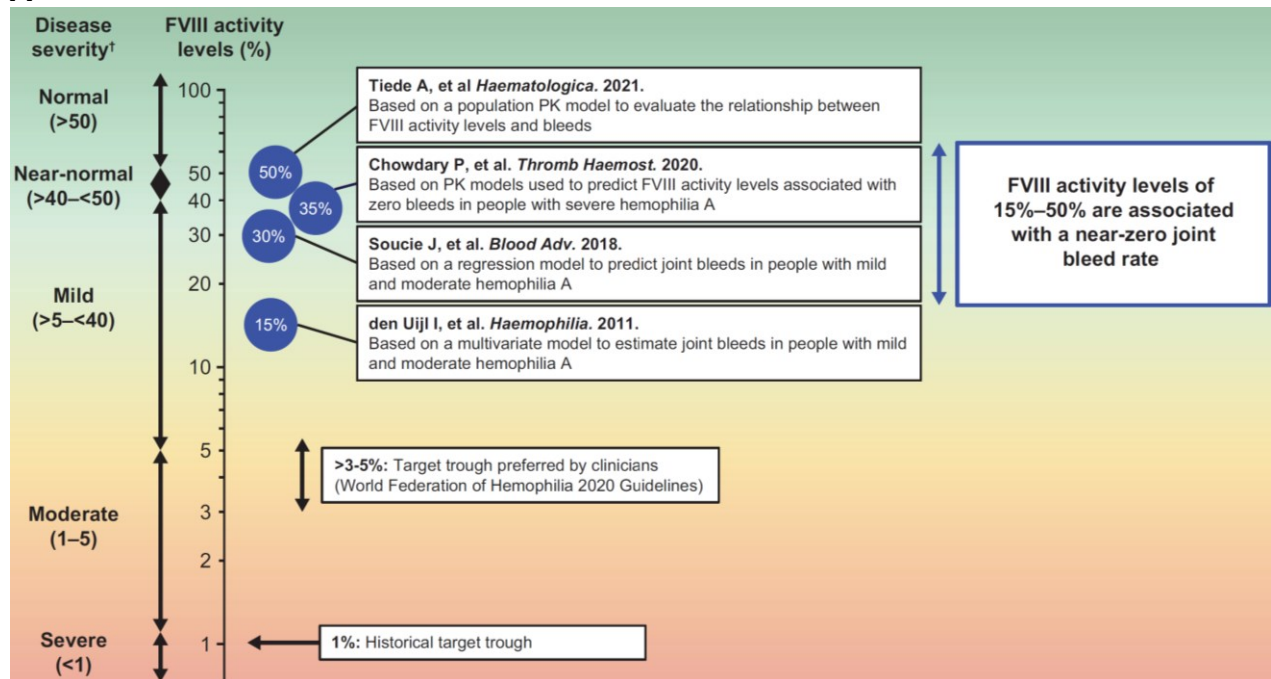 Disease
severity†
FVIII activity
levels (%)
Normal
(>50)
Near-normal
(>40–<50)
Mild
(>5–<40)
Moderate
(1–5)
Severe
(<1)
100
50
40
30
20
10
5
3
2
1
50%
35%
30%
15%
Tiede A, et al Haematologica. 2021.
Based on a population PK model to evaluate the relationship between
FVIII activity levels and bleeds
Chowdary P, et al. Thromb Haemost. 2020.
Based on PK models used to predict FVIII activity levels associated with
zero bleeds in people with severe hemophilia A
Soucie J, et al. Blood Adv. 2018.
Based on a regression model to predict joint bleeds in people with mild
and moderate hemophilia A
den Uijl I, et al. Haemophilia. 2011.
Based on a multivariate model to estimate joint bleeds in people with mild
and moderate hemophilia A
FVIII activity levels of
15%–50% are associated
with a near-zero joint
bleed rate
>3-5%: Target trough preferred by clinicians
(World Federation of Hemophilia 2020 Guidelines)
1%: Historical target trough